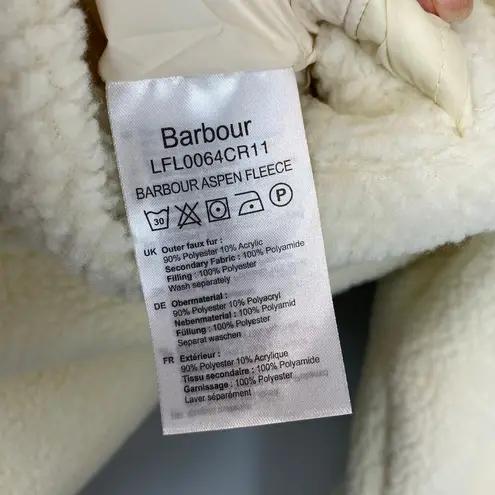 Barbour
LFL0064CR11
BARBOUR ASPEN FLEECE
30 P
UK Outer faux fur :
90% Polyester 10% Acrylic
Secondary Fabric : 100% Polyamide
Filling : 100% Polyester
Wash separately
DE Obermaterial :
90% Polyester 10% Polyacryl
Nebenmaterial : 100% Polyamid
Füllung : 100% Polyester
Separat waschen
FR Extérieur :
90% Polyester 10% Acrylique
Tissu secondaire : 100% Polyamide
Garnissage : 100% Polyester
Laver séparément